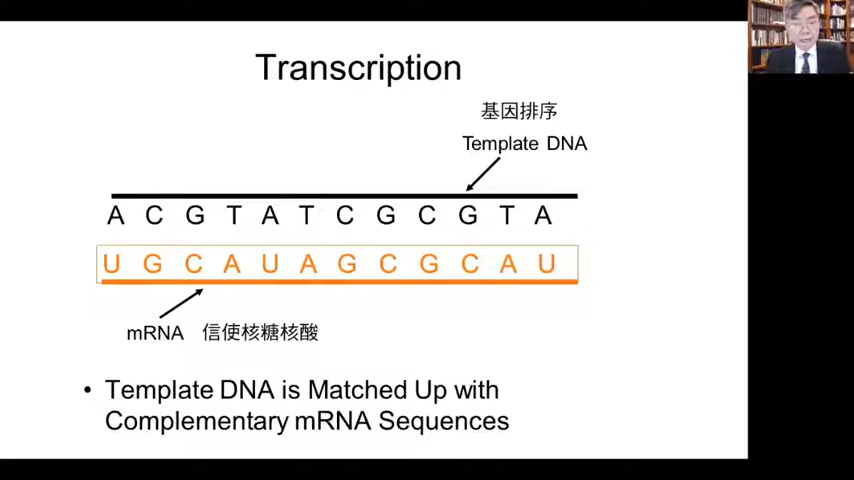 Transcription
基因排序
Template DNA
A C G T A T C G C G T A
U G C A U A G C G C A U
mRNA 信使核糖核酸
• Template DNA is Matched Up with
Complementary mRNA Sequences